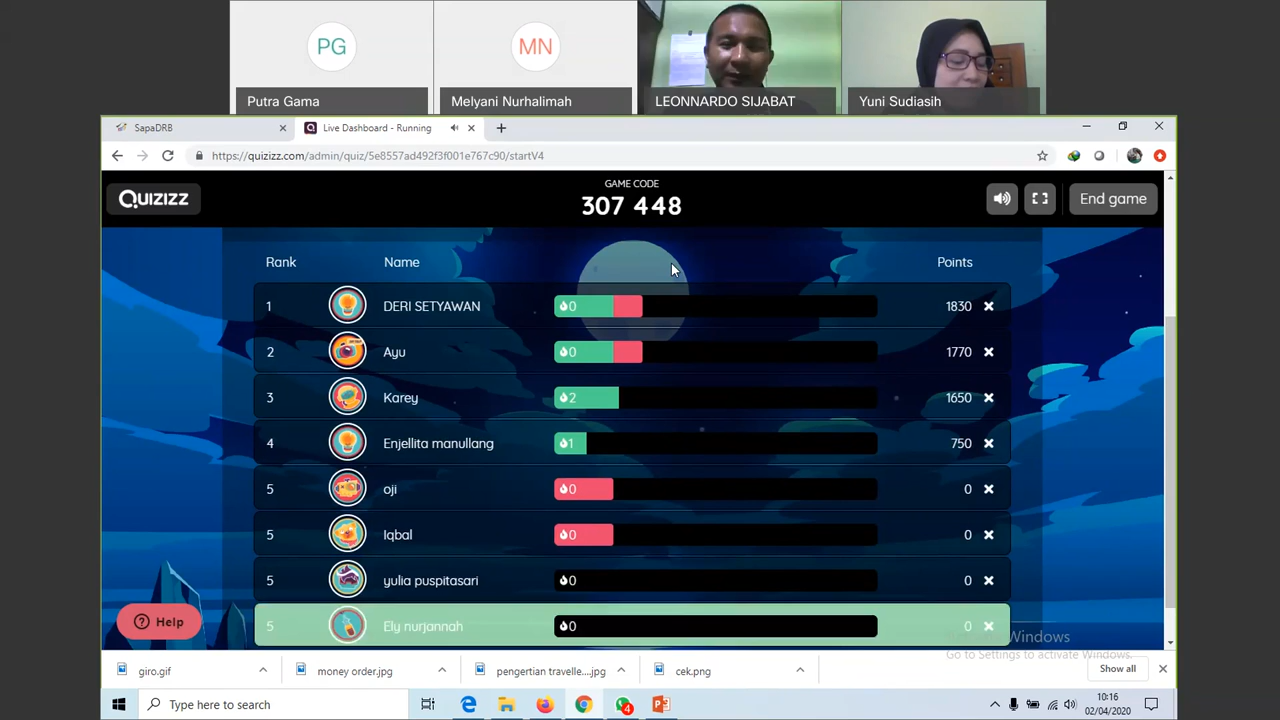 PG
MN
Putra Gama
Melyani Nurhalimah
LEONNARDO SIJABAT
Yuni Sudiasih
SapaDRB
Live Dashboard - Running
https://quizizz.com/admin/quiz/5e8557ad492f3f001e767c90/startV4
QUIZIZZ
GAME CODE
307 448
End game
Rank Name Points
1 DERI SETYAWAN 0 1830
2 Ayu 0 1770
3 Karey 2 1650
4 Enjellita manullang 1 750
5 oji 0 0
5 Iqbal 0 0
5 yulia puspitasari 0 0
5 Ely nurjannah 0 0
Help
Windows
Go to Settings to activate Windows.
giro.gif
money order.jpg
pengertian travelle....jpg
cek.png
Show all
Type here to search
4
10:16
02/04/2020